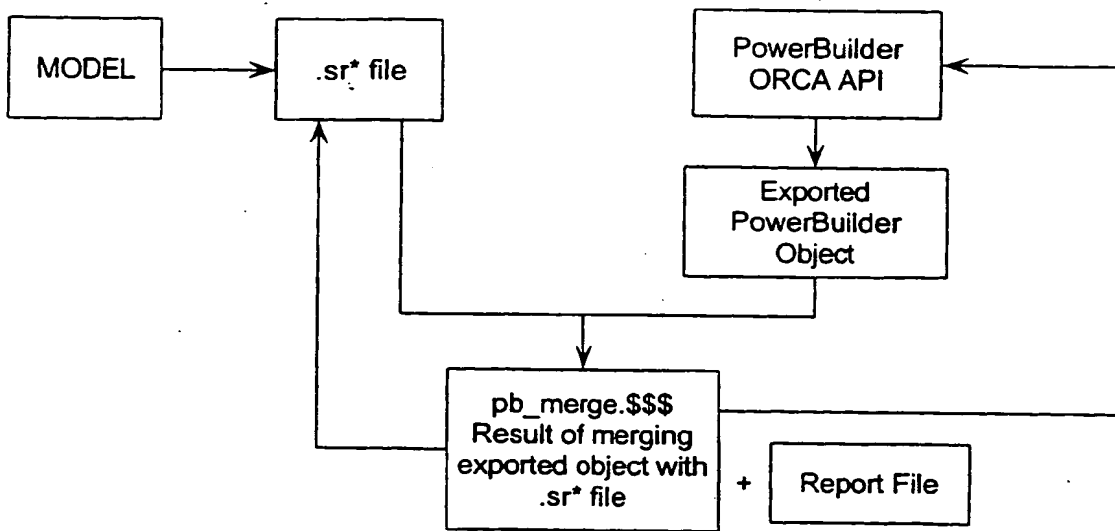 MODEL
.sr* file
PowerBuilder
ORCA API
Exported
PowerBuilder
Object
pb_merge.$$$
Result of merging
exported object with
.sr* file
+
Report File